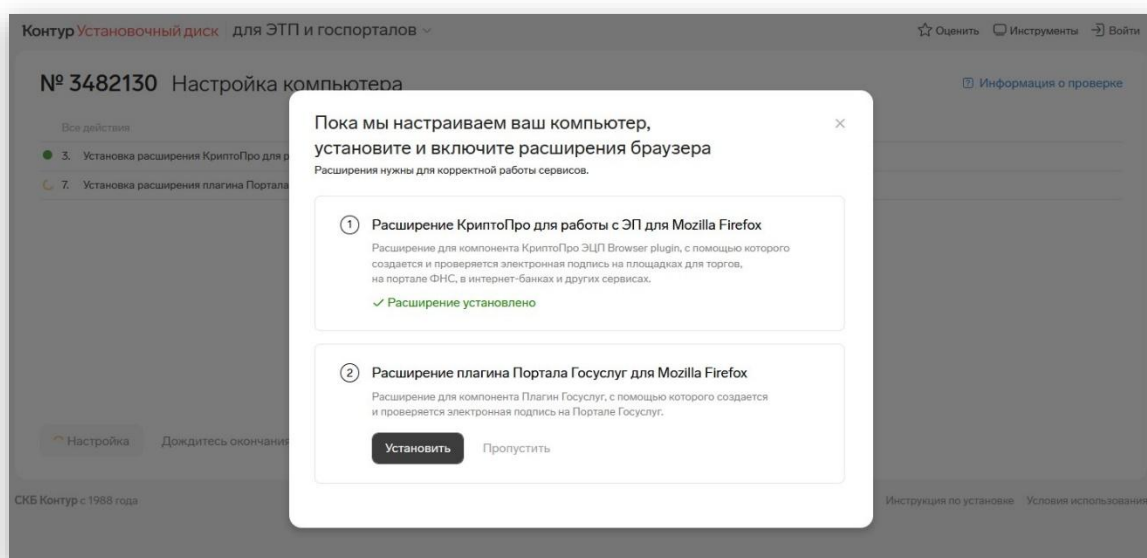 Контур Установочный диск для ЭТП и госпорталов
Оценить Инструменты Войти
№ 3482130 Настройка компьютера
Информация о проверке
Все действия
3. Установка расширения КриптоПро для р
7. Установка расширения плагина Портала
Пока мы настраиваем ваш компьютер,
установите и включите расширения браузера
Расширения нужны для корректной работы сервисов.
1 Расширение КриптоПро для работы с ЭП для Mozilla Firefox
Расширение для компонента КриптоПро ЭЦП Browser plugin, с помощью которого
создается и проверяется электронная подпись на площадках для торгов,
на портале ФНС, в интернет-банках и других сервисах.
Расширение установлено
2 Расширение плагина Портала Госуслуг для Mozilla Firefox
Расширение для компонента Плагин Госуслуг, с помощью которого создается
и проверяется электронная подпись на Портале Госуслуг.
Установить Пропустить
Настройка Дождитесь окончания
СКБ Контур с 1988 года
Инструкция по установке Условия использования